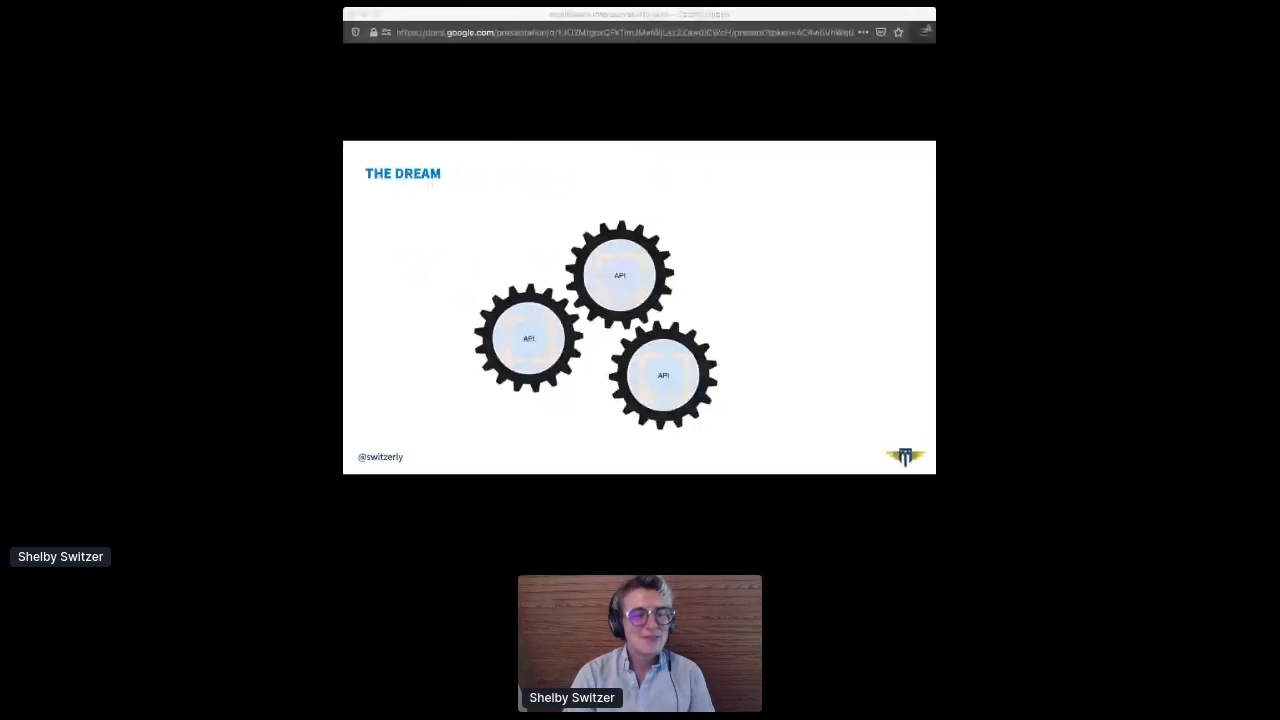 google.com
THE DREAM
API
API
API
@switzerly
Shelby Switzer
Shelby Switzer